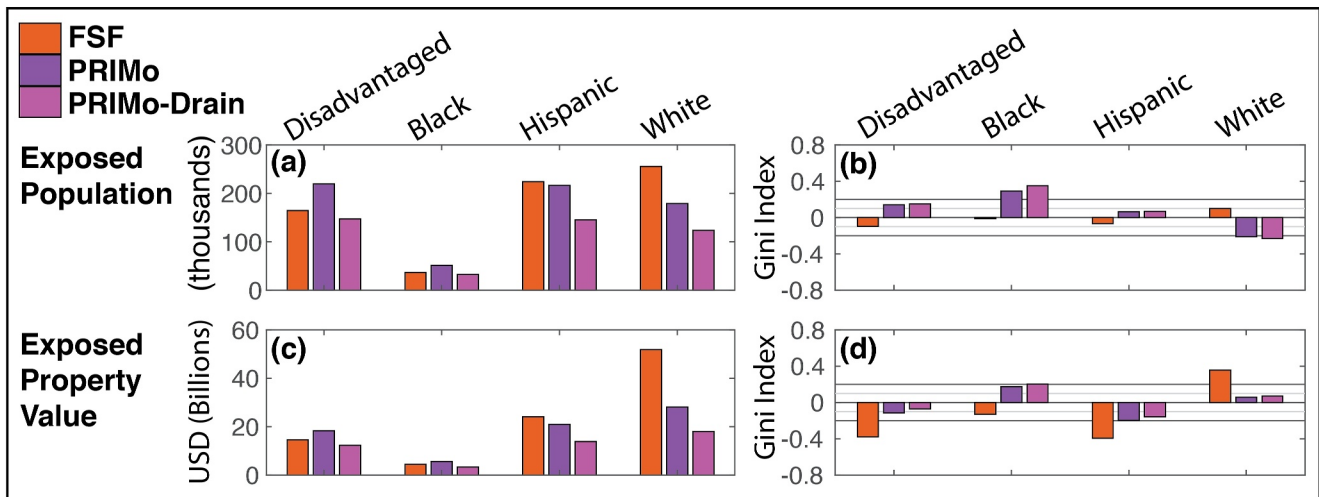 FSF
PRIMo
PRIMo-Drain
Disadvantaged
Black
Hispanic
White
Disadvantaged
Black
Hispanic
White
Exposed
Population
(thousands)
300
200
100
0
(a)
Gini Index
0.8
0.4
0
-0.4
-0.8
(b)
Exposed
Property
Value
USD (Billions)
60
40
20
0
(c)
Gini Index
0.8
0.4
0
-0.4
-0.8
(d)